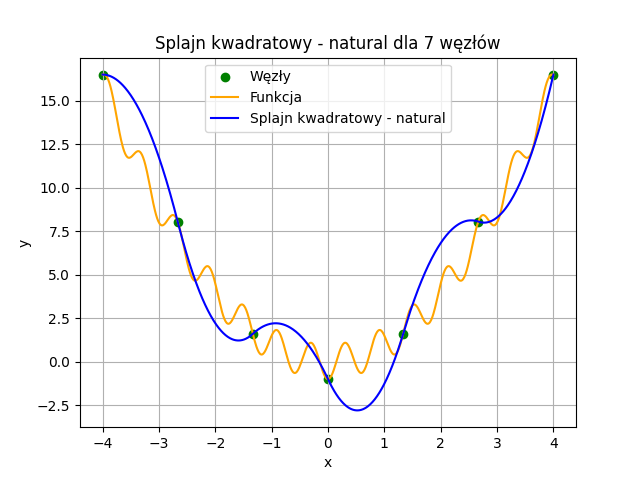 Splajn kwadratowy - natural dla 7 węzłów
Węzły
Funkcja
Splajn kwadratowy - natural
15.0
12.5
10.0
7.5
5.0
2.5
0.0
−2.5
y
−4 −3 −2 −1 0 1 2 3 4
x